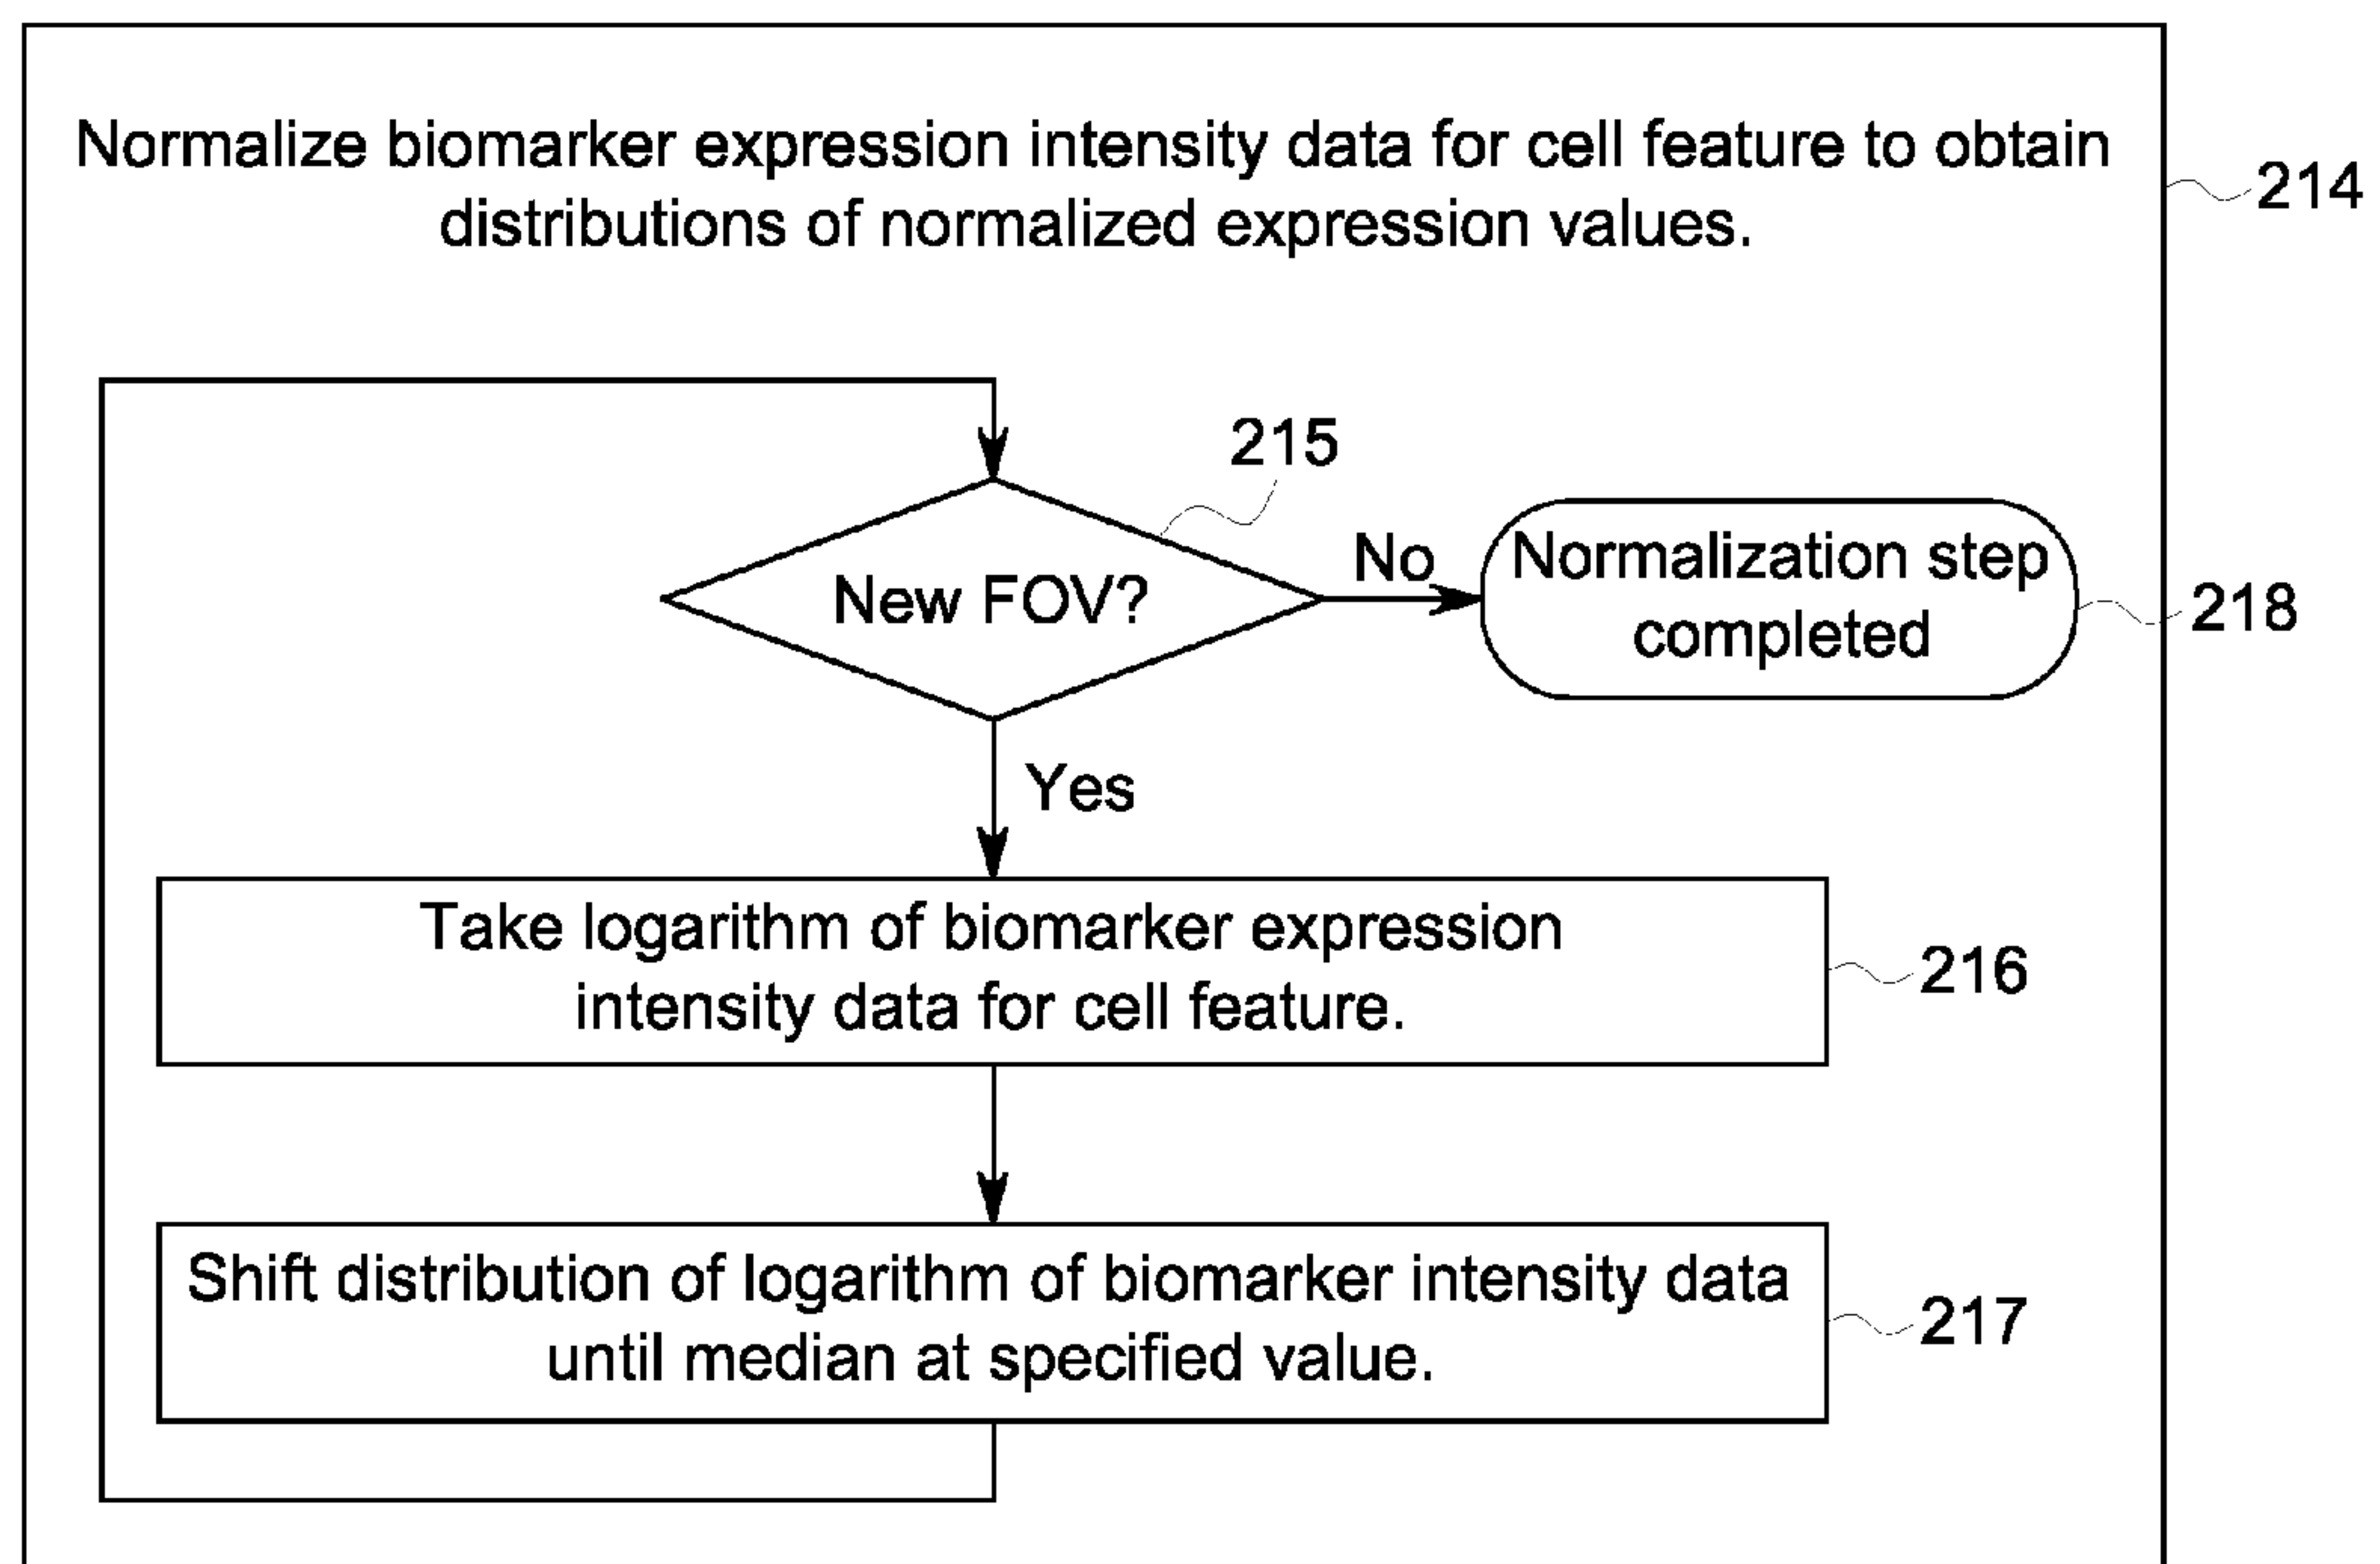 Normalize biomarker expression intensity data for cell feature to obtain
distributions of normalized expression values.
214
215
New FOV?
No
Normalization step
completed
218
Yes
Take logarithm of biomarker expression
intensity data for cell feature.
216
Shift distribution of logarithm of biomarker intensity data
until median at specified value.
217